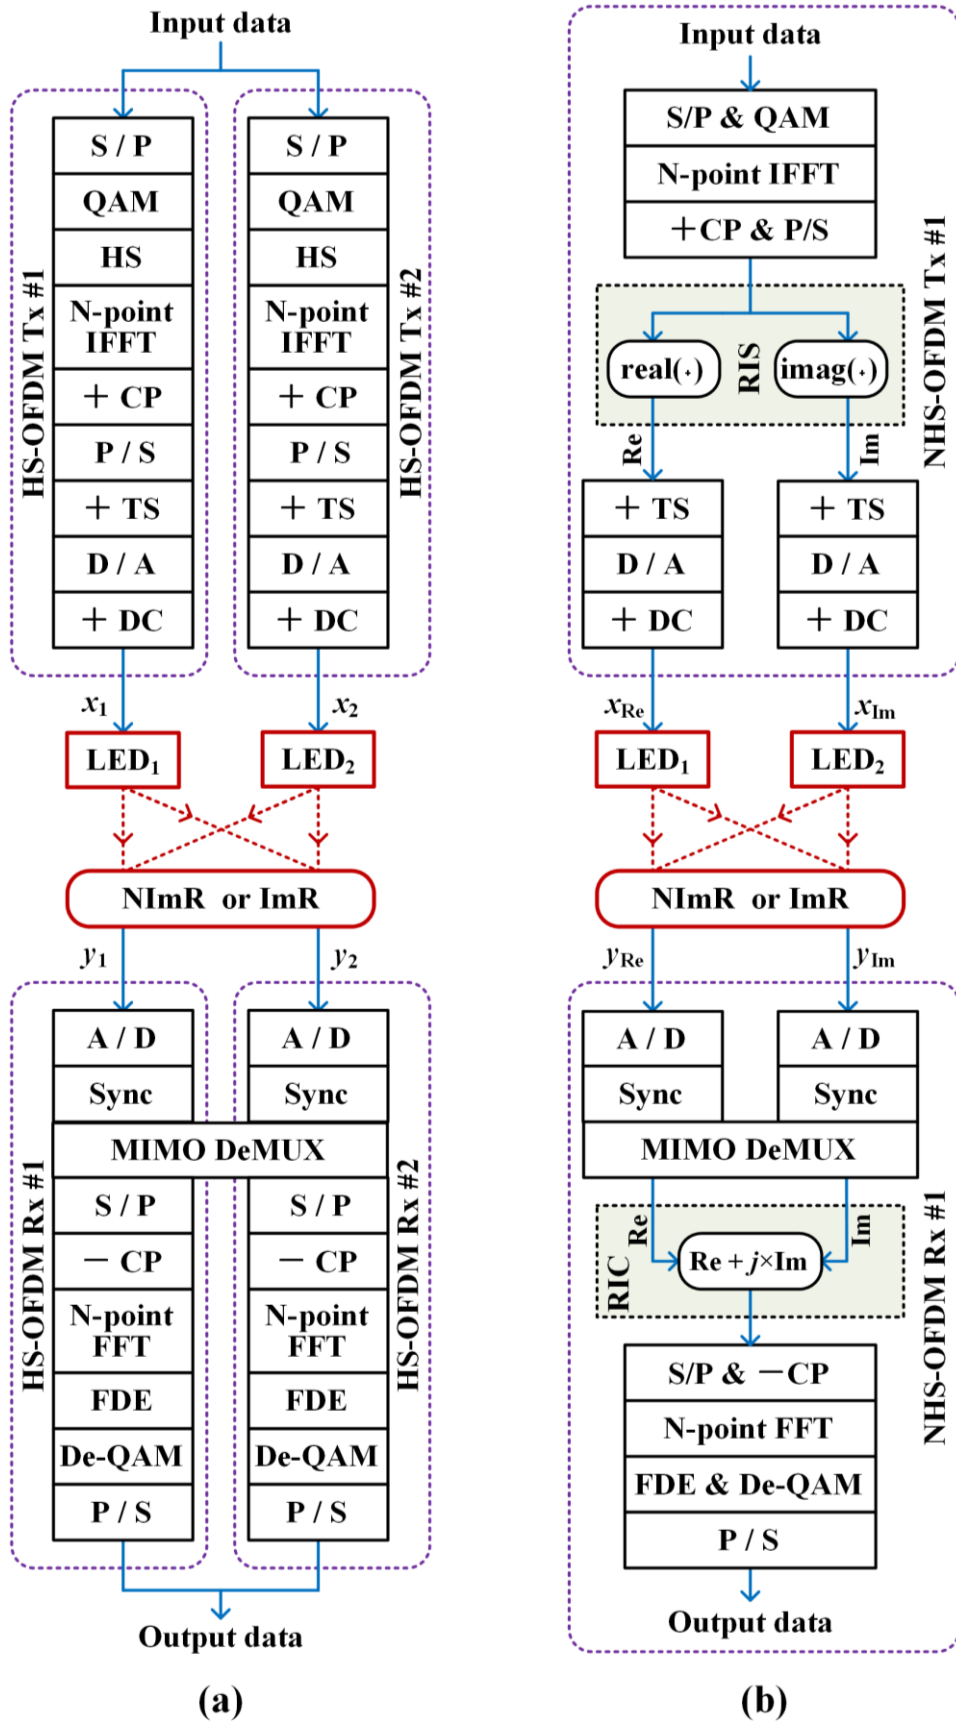 Input data
HS-OFDM Tx #1
S / P
QAM
HS
N-point
IFFT
+ CP
P / S
+ TS
D / A
+ DC
HS-OFDM Tx #2
S / P
QAM
HS
N-point
IFFT
+ CP
P / S
+ TS
D / A
+ DC
x1
x2
LED1
LED2
NImR or ImR
y1
y2
HS-OFDM Rx #1
HS-OFDM Rx #2
A / D
Sync
A / D
Sync
MIMO DeMUX
S / P
− CP
N-point
FFT
FDE
De-QAM
P / S
S / P
− CP
N-point
FFT
FDE
De-QAM
P / S
Output data
(a)
Input data
NHS-OFDM Tx #1
S/P & QAM
N-point IFFT
+CP & P/S
real(·)
RIS
imag(·)
Re
Im
+ TS
D / A
+ DC
+ TS
D / A
+ DC
xRe
xIm
LED1
LED2
NImR or ImR
yRe
yIm
NHS-OFDM Rx #1
A / D
Sync
A / D
Sync
MIMO DeMUX
Re
Im
RIC
Re + j×Im
S/P & −CP
N-point FFT
FDE & De-QAM
P / S
Output data
(b)